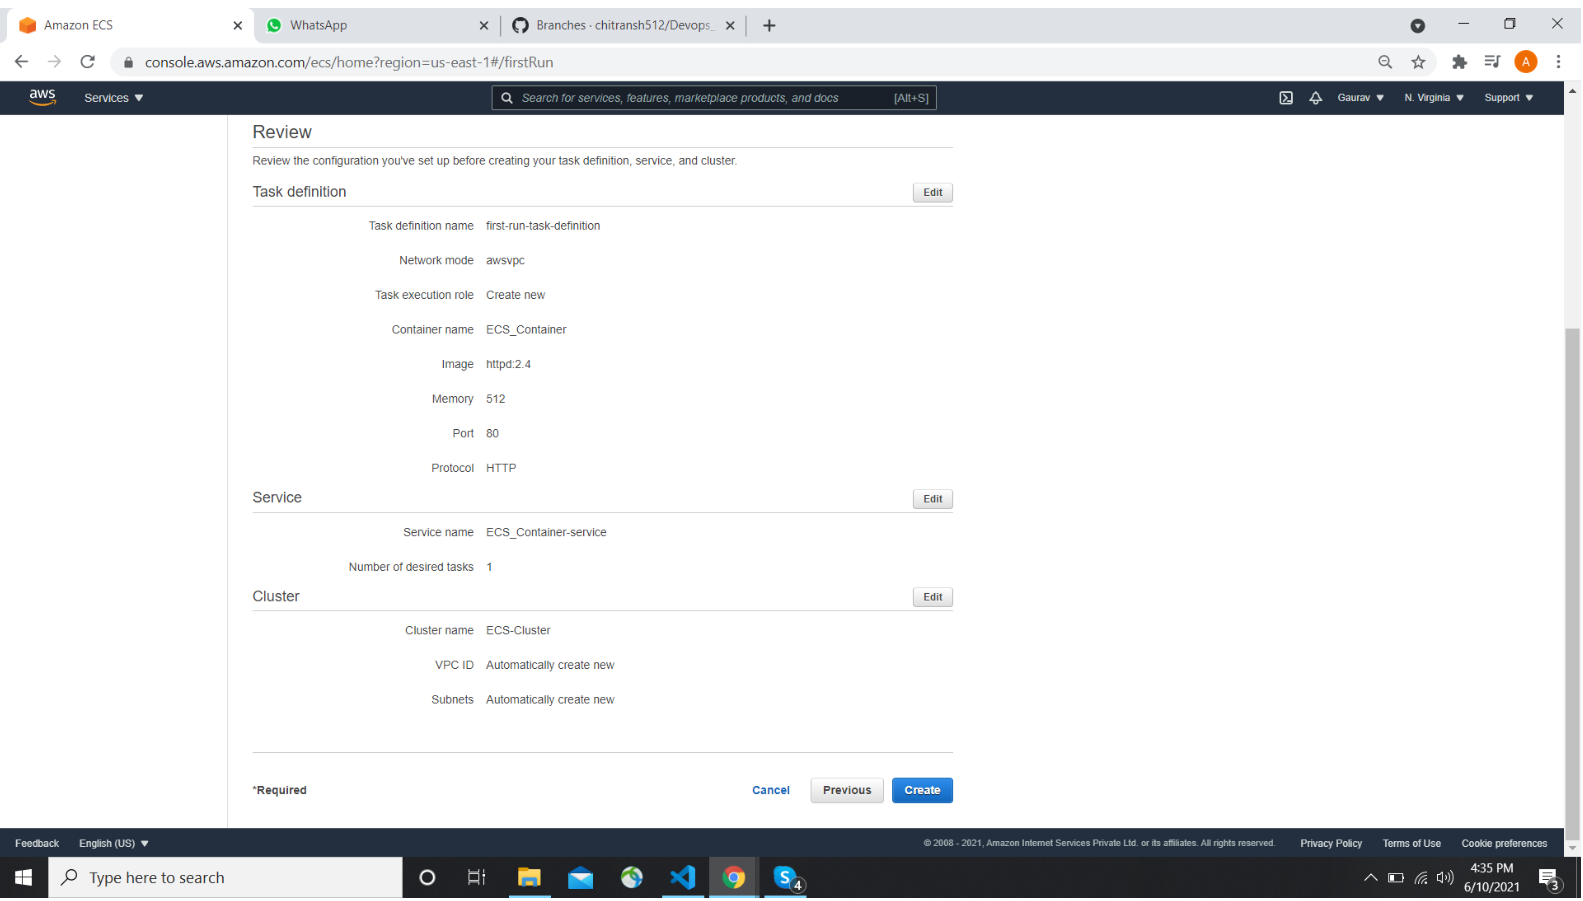 Amazon ECS
WhatsApp
Branches · chitransh512/Devops_
console.aws.amazon.com/ecs/home?region=us-east-1#/firstRun
A
aws
Services
Search for services, features, marketplace products, and docs
[Alt+S]
Gaurav
N. Virginia
Support
Review
Review the configuration you've set up before creating your task definition, service, and cluster.
Task definition
Edit
Task definition name first-run-task-definition
Network mode awsvpc
Task execution role Create new
Container name ECS_Container
Image httpd:2.4
Memory 512
Port 80
Protocol HTTP
Service
Edit
Service name ECS_Container-service
Number of desired tasks 1
Cluster
Edit
Cluster name ECS-Cluster
VPC ID Automatically create new
Subnets Automatically create new
*Required
Cancel
Previous
Create
Feedback
English (US)
© 2008 - 2021, Amazon Internet Services Private Ltd. or its affiliates. All rights reserved.
Privacy Policy
Terms of Use
Cookie preferences
Type here to search
S
4
4:35 PM
6/10/2021
3